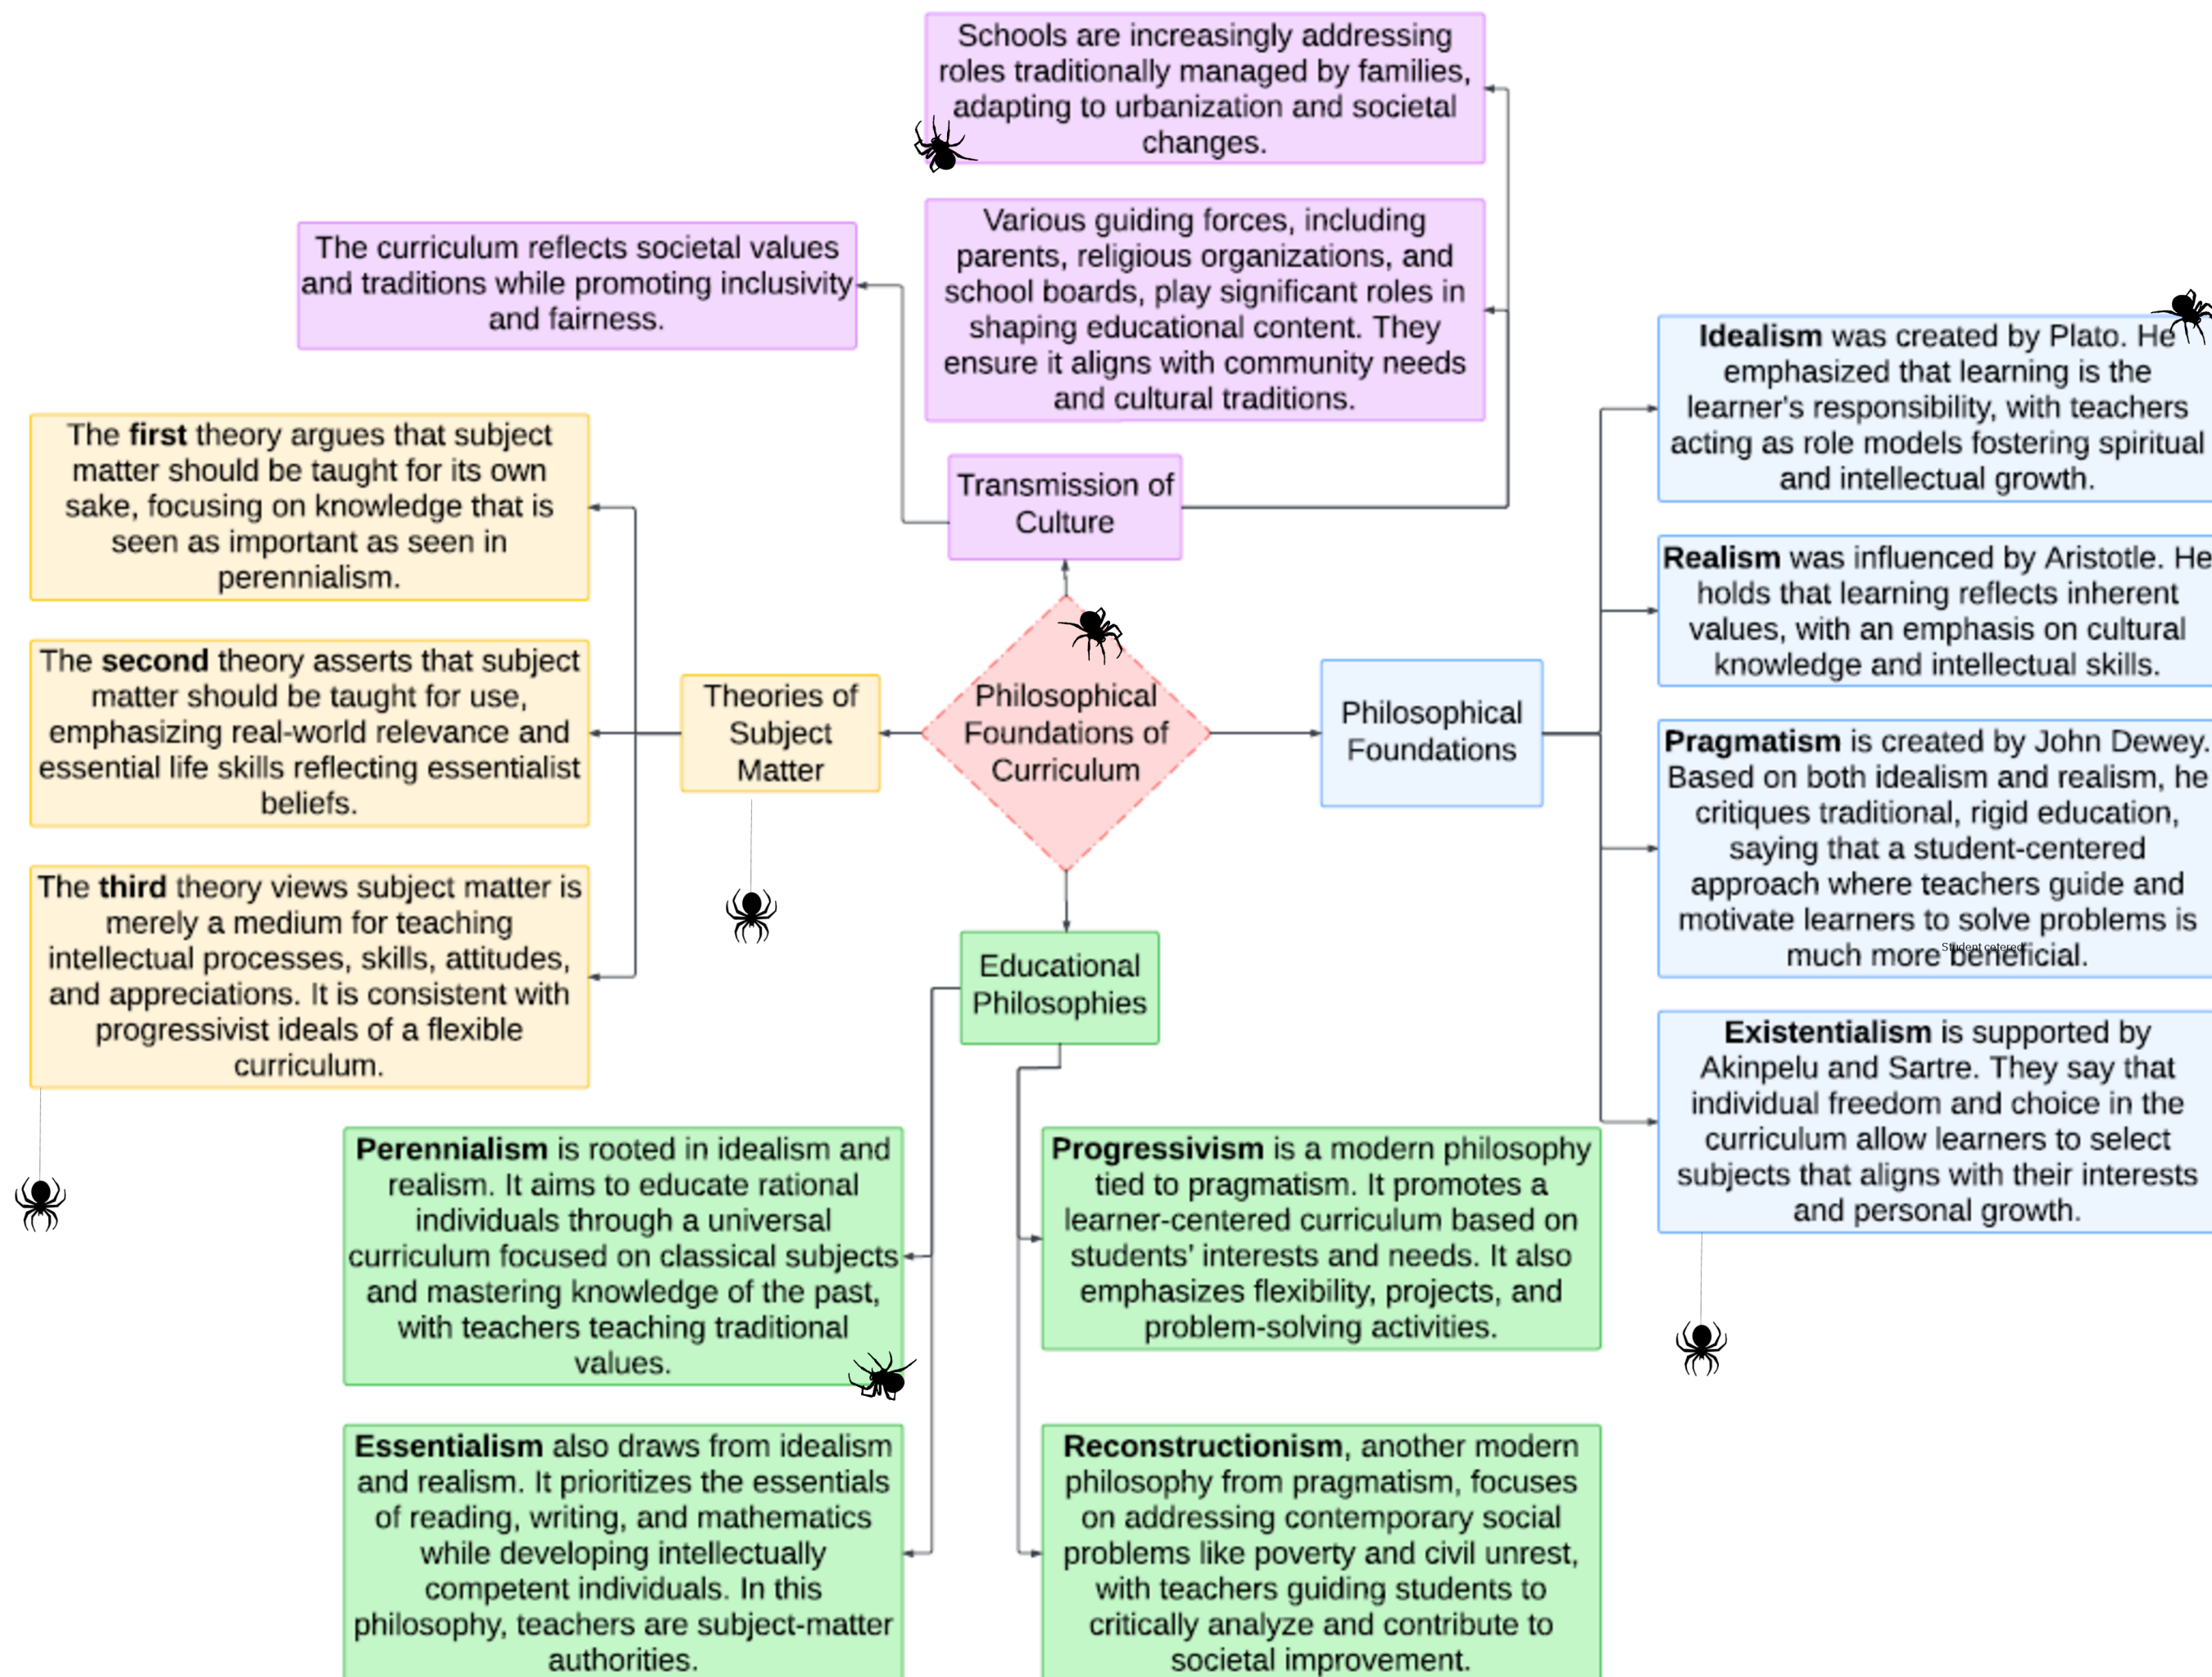 Schools are increasingly addressing
roles traditionally managed by families,
adapting to urbanization and societal
changes.
Various guiding forces, including
parents, religious organizations, and
school boards, play significant roles in
shaping educational content. They
ensure it aligns with community needs
and cultural traditions.
The curriculum reflects societal values
and traditions while promoting inclusivity
and fairness.
Transmission of
Culture
The first theory argues that subject
matter should be taught for its own
sake, focusing on knowledge that is
seen as important as seen in
perennialism.
The second theory asserts that subject
matter should be taught for use,
emphasizing real-world relevance and
essential life skills reflecting essentialist
beliefs.
The third theory views subject matter is
merely a medium for teaching
intellectual processes, skills, attitudes,
and appreciations. It is consistent with
progressivist ideals of a flexible
curriculum.
Theories of
Subject
Matter
Philosophical
Foundations of
Curriculum
Philosophical
Foundations
Idealism was created by Plato. He
emphasized that learning is the
learner's responsibility, with teachers
acting as role models fostering spiritual
and intellectual growth.
Realism was influenced by Aristotle. He
holds that learning reflects inherent
values, with an emphasis on cultural
knowledge and intellectual skills.
Pragmatism is created by John Dewey.
Based on both idealism and realism, he
critiques traditional, rigid education,
saying that a student-centered
approach where teachers guide and
motivate learners to solve problems is
much more beneficial.
Student cotered
Existentialism is supported by
Akinpelu and Sartre. They say that
individual freedom and choice in the
curriculum allow learners to select
subjects that aligns with their interests
and personal growth.
Educational
Philosophies
Perennialism is rooted in idealism and
realism. It aims to educate rational
individuals through a universal
curriculum focused on classical subjects
and mastering knowledge of the past,
with teachers teaching traditional
values.
Progressivism is a modern philosophy
tied to pragmatism. It promotes a
learner-centered curriculum based on
students' interests and needs. It also
emphasizes flexibility, projects, and
problem-solving activities.
Essentialism also draws from idealism
and realism. It prioritizes the essentials
of reading, writing, and mathematics
while developing intellectually
competent individuals. In this
philosophy, teachers are subject-matter
authorities.
Reconstructionism, another modern
philosophy from pragmatism, focuses
on addressing contemporary social
problems like poverty and civil unrest,
with teachers guiding students to
critically analyze and contribute to
societal improvement.